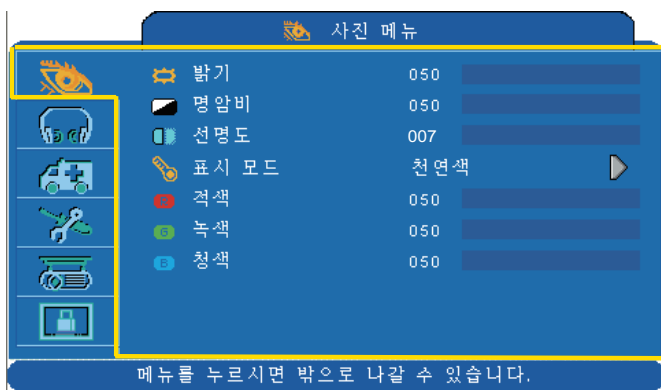 사진 메뉴
밝기 050
명암비 050
선명도 007
표시 모드 천연색
R 적색 050
G 녹색 050
B 청색 050
메뉴를 누르시면 밖으로 나갈 수 있습니다.